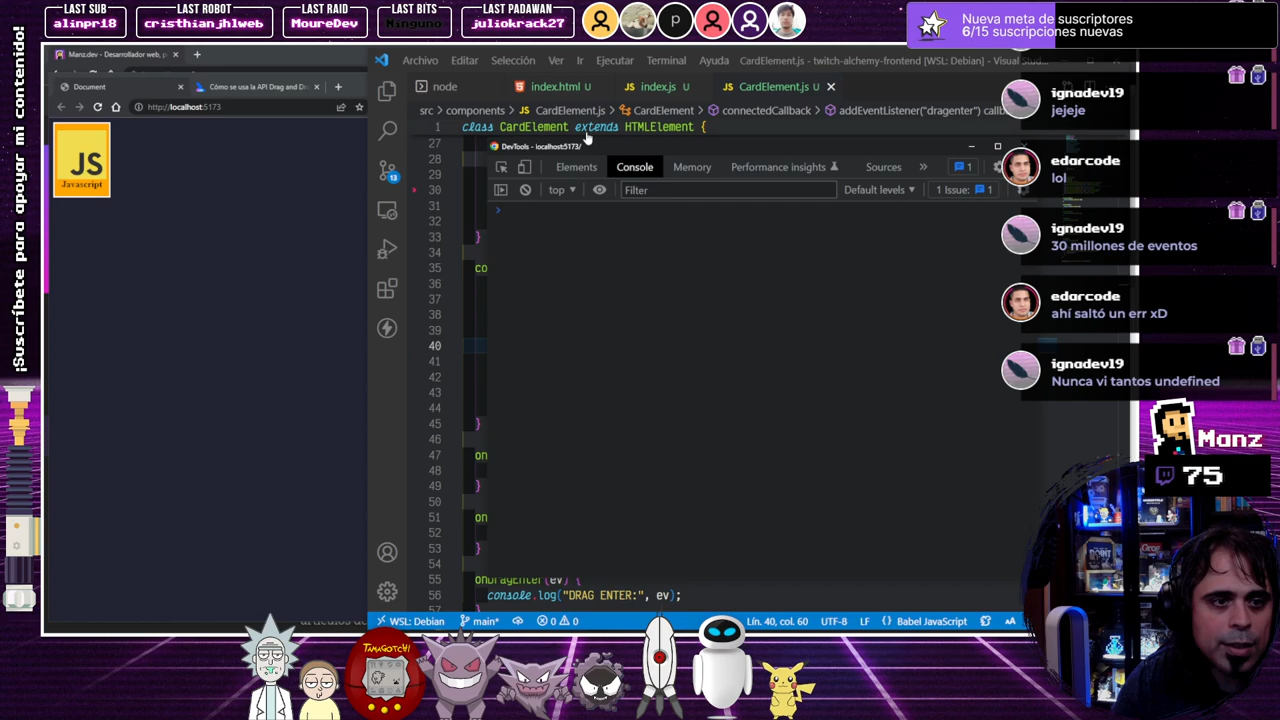 ¡Suscríbete para apoyar mi contenido!
LAST SUB
alinpr18
LAST ROBOT
cristhianjhlweb
LAST RAID
MoureDev
LAST BITS
Ninguno
LAST PADAWAN
juliokrack27
P
Nueva meta de suscriptores
6/15 suscripciones nuevas
Manz.dev - Desarrollador web, p
Document
Cómo se usa la API Drag and D
http://localhost:5173
JS
Javascript
Archivo Editar Selección Ver Ir Ejecutar Terminal Ayuda CardElement.js - twitch-alchemy-frontend [WSL: Debian] - Visual
node index.html U index.js U CardElement.js U
src > components > JS CardElement.js > CardElement > connectedCallback > addEventListener("dragenter") callb
1 class CardElement extends HTMLElement {
DevTools - localhost:5173/
Elements Console Memory Performance insights Sources » 1
top Filter Default levels 1 Issue: 1
13
27
28
29
30
31
32
33 }
34
35 co
36
37
38
39
40
41
42
43
44
45 }
46
47 on
48
49 }
50
51 on
52
53 }
54
55 onDragEnter(ev) {
56 console.log("DRAG ENTER:", ev);
57 }
WSL: Debian main* 0 0 Lín. 40, col. 60 UTF-8 LF {} Babel JavaScript
ignadev19
jejeje
edarcode
lol
ignadev19
30 millones de eventos
edarcode
ahí saltó un err xD
ignadev19
Nunca vi tantos undefined
Manz
75
TAMAGOTCHI